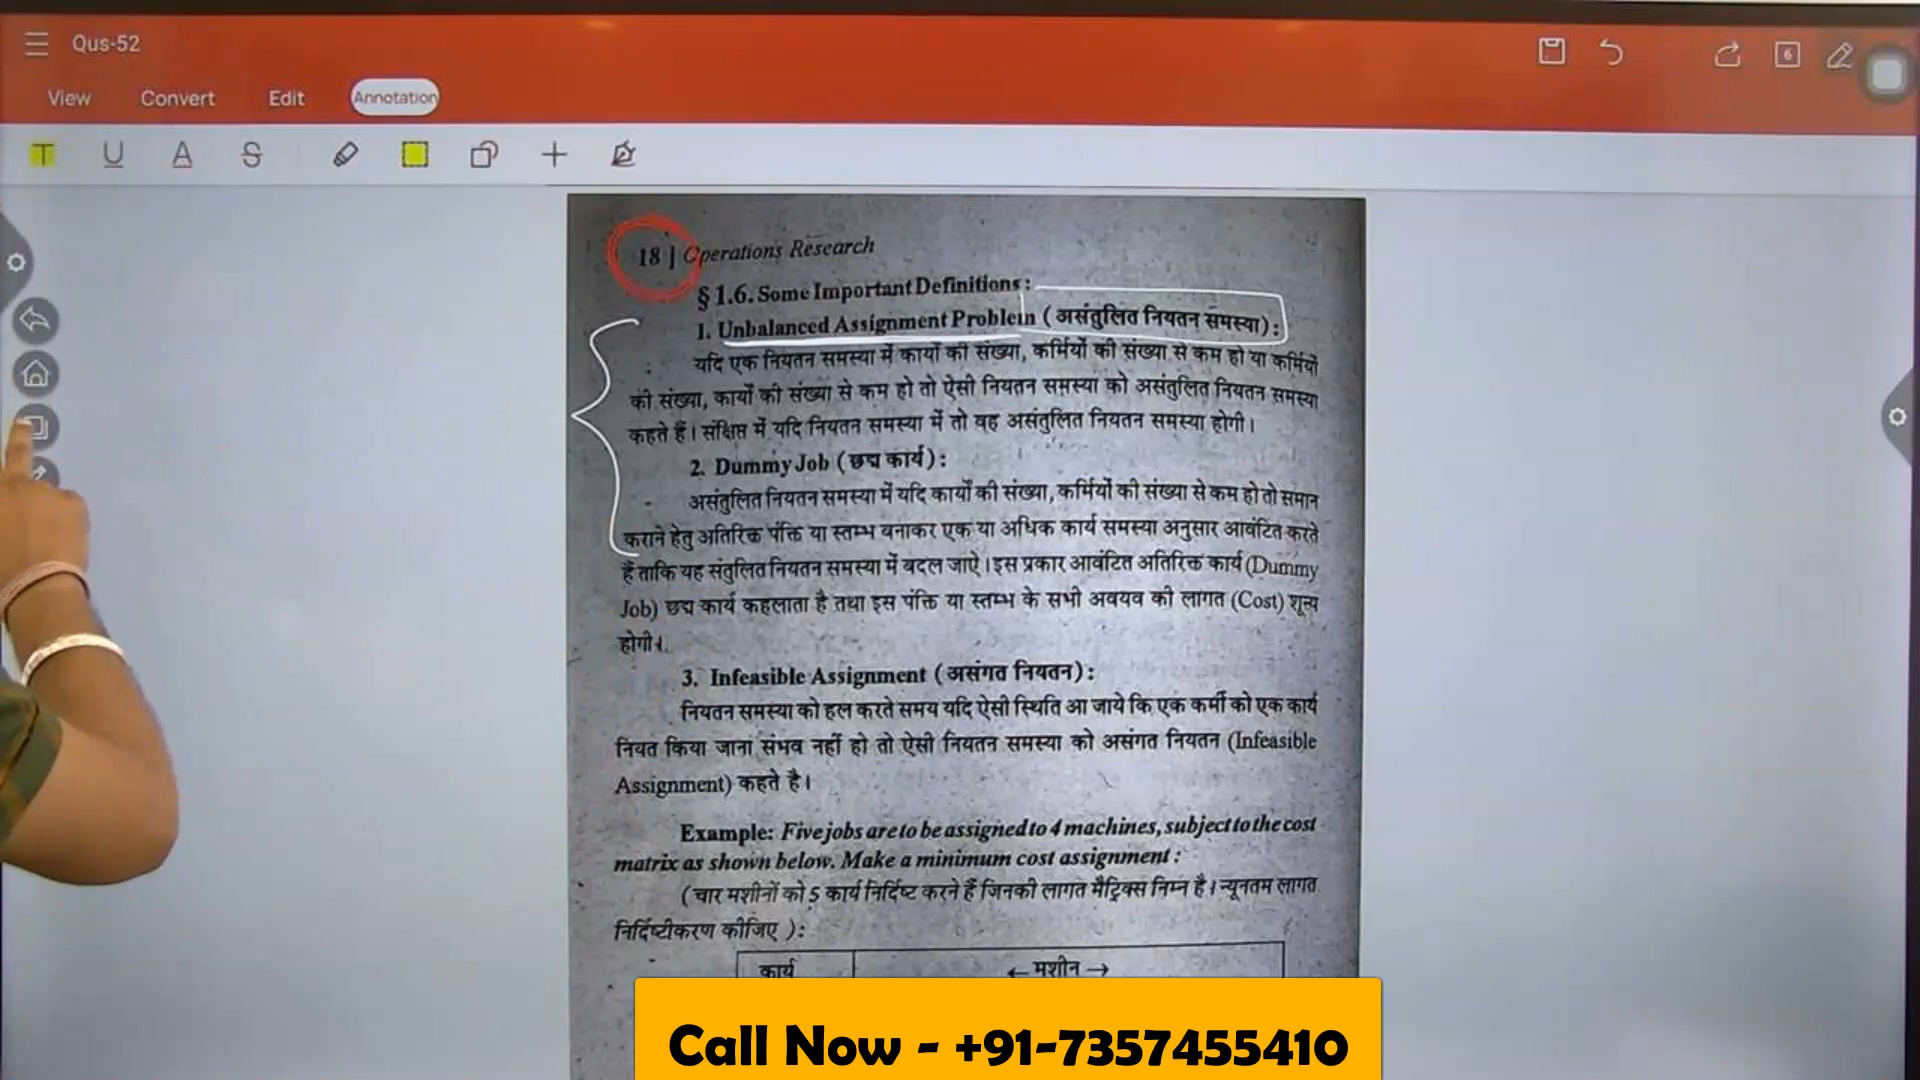 Qus-52
6
View Convert Edit Annotation
T U A S
18 | Operations Research
§ 1.6. Some Important Definitions :
1. Unbalanced Assignment Problem ( असंतुलित नियतन समस्या) :
यदि एक नियतन समस्या में कार्यों की संख्या, कर्मियों की संख्या से कम हो या कर्मियों
की संख्या, कार्यों की संख्या से कम हो तो ऐसी नियतन समस्या को असंतुलित नियतन समस्या
कहते हैं। संक्षिप्त में यदि नियतन समस्या में तो वह असंतुलित नियतन समस्या होगी।
2. Dummy Job ( छद्म कार्य) :
असंतुलित नियतन समस्या में यदि कार्यों की संख्या, कर्मियों की संख्या से कम हो तो समान
कराने हेतु अतिरिक्त पंक्ति या स्तम्भ बनाकर एक या अधिक कार्य समस्या अनुसार आवंटित करते
हैं ताकि यह संतुलित नियतन समस्या में बदल जाऐ। इस प्रकार आवंटित अतिरिक्त कार्य (Dummy
Job) छद्म कार्य कहलाता है तथा इस पंक्ति या स्तम्भ के सभी अवयव की लागत (Cost) शून्य
होगी।
3. Infeasible Assignment ( असंगत नियतन) :
नियतन समस्या को हल करते समय यदि ऐसी स्थिति आ जाये कि एक कर्मी को एक कार्य
नियत किया जाना संभव नहीं हो तो ऐसी नियतन समस्या को असंगत नियतन (Infeasible
Assignment) कहते है।
Example: Five jobs are to be assigned to 4 machines, subject to the cost
matrix as shown below. Make a minimum cost assignment :
( चार मशीनों को 5 कार्य निर्दिष्ट करने हैं जिनकी लागत मैट्रिक्स निम्न है। न्यूनतम लागत
निर्दिष्टीकरण कीजिए ) :
कार्य ← मशीन →
Call Now - +91-7357455410